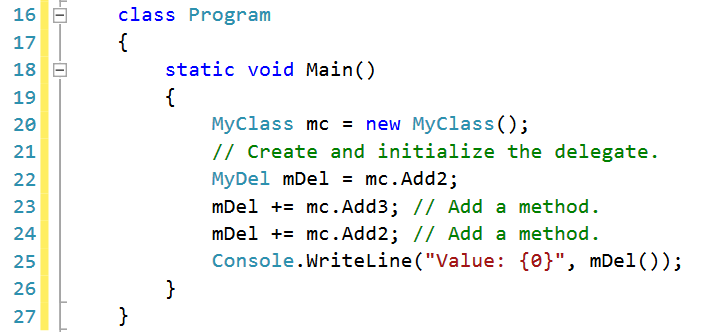 16 class Program
17 {
18 static void Main()
19 {
20 MyClass mc = new MyClass();
21 // Create and initialize the delegate.
22 MyDel mDel = mc.Add2;
23 mDel += mc.Add3; // Add a method.
24 mDel += mc.Add2; // Add a method.
25 Console.WriteLine("Value: {0}", mDel());
26 }
27 }